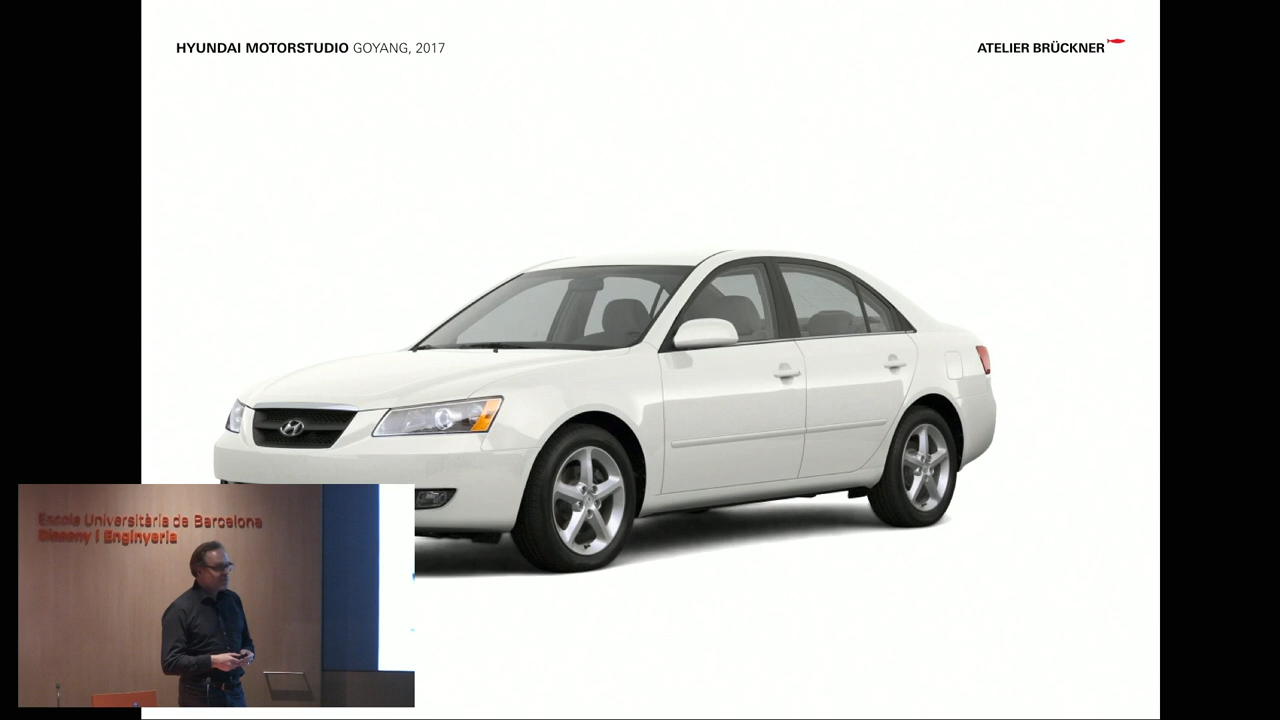 HYUNDAI MOTORSTUDIO GOYANG, 2017
ATELIER BRÜCKNER
Escola Universitària de Barcelona
Disseny i Enginyeria